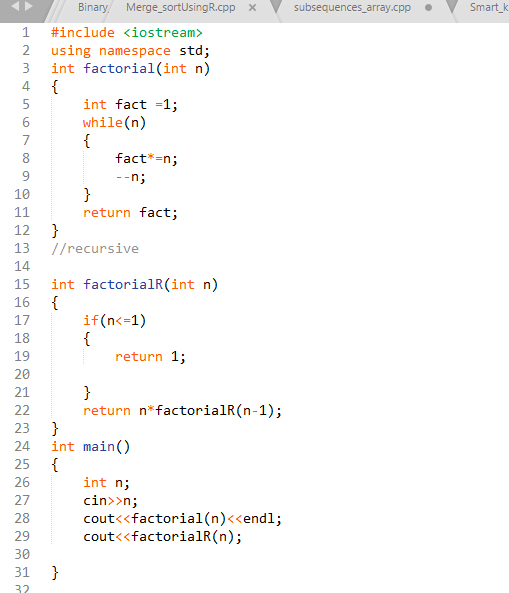 Binary Merge_sortUsingR.cpp × subsequences_array.cpp Smart_k
1 #include <iostream>
2 using namespace std;
3 int factorial(int n)
4 {
5 int fact =1;
6 while(n)
7 {
8 fact*=n;
9 --n;
10 }
11 return fact;
12 }
13 //recursive
14
15 int factorialR(int n)
16 {
17 if(n<=1)
18 {
19 return 1;
20
21 }
22 return n*factorialR(n-1);
23 }
24 int main()
25 {
26 int n;
27 cin>>n;
28 cout<<factorial(n)<<endl;
29 cout<<factorialR(n);
30
31 }
32